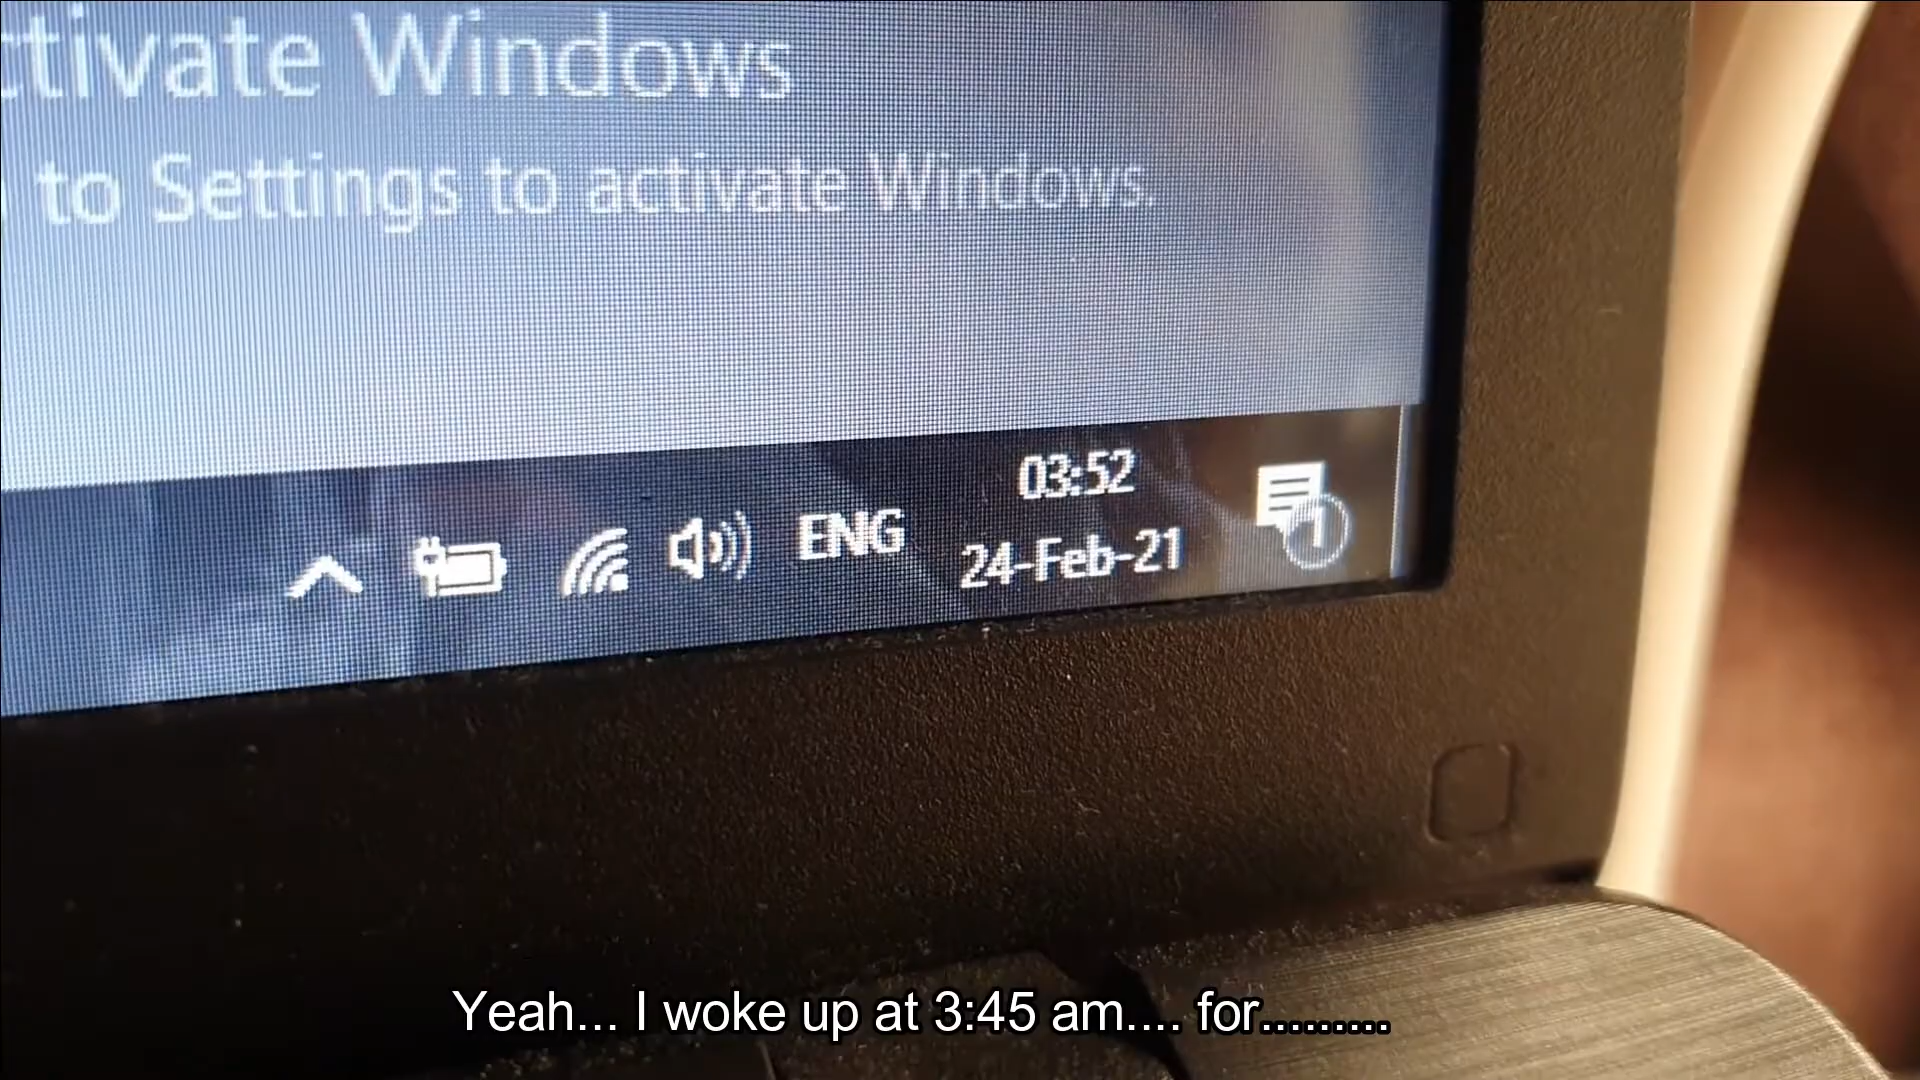 ctivate Windows
to Settings to activate Windows.
03:52
ENG
24-Feb-21
1
Yeah... I woke up at 3:45 am.... for.........